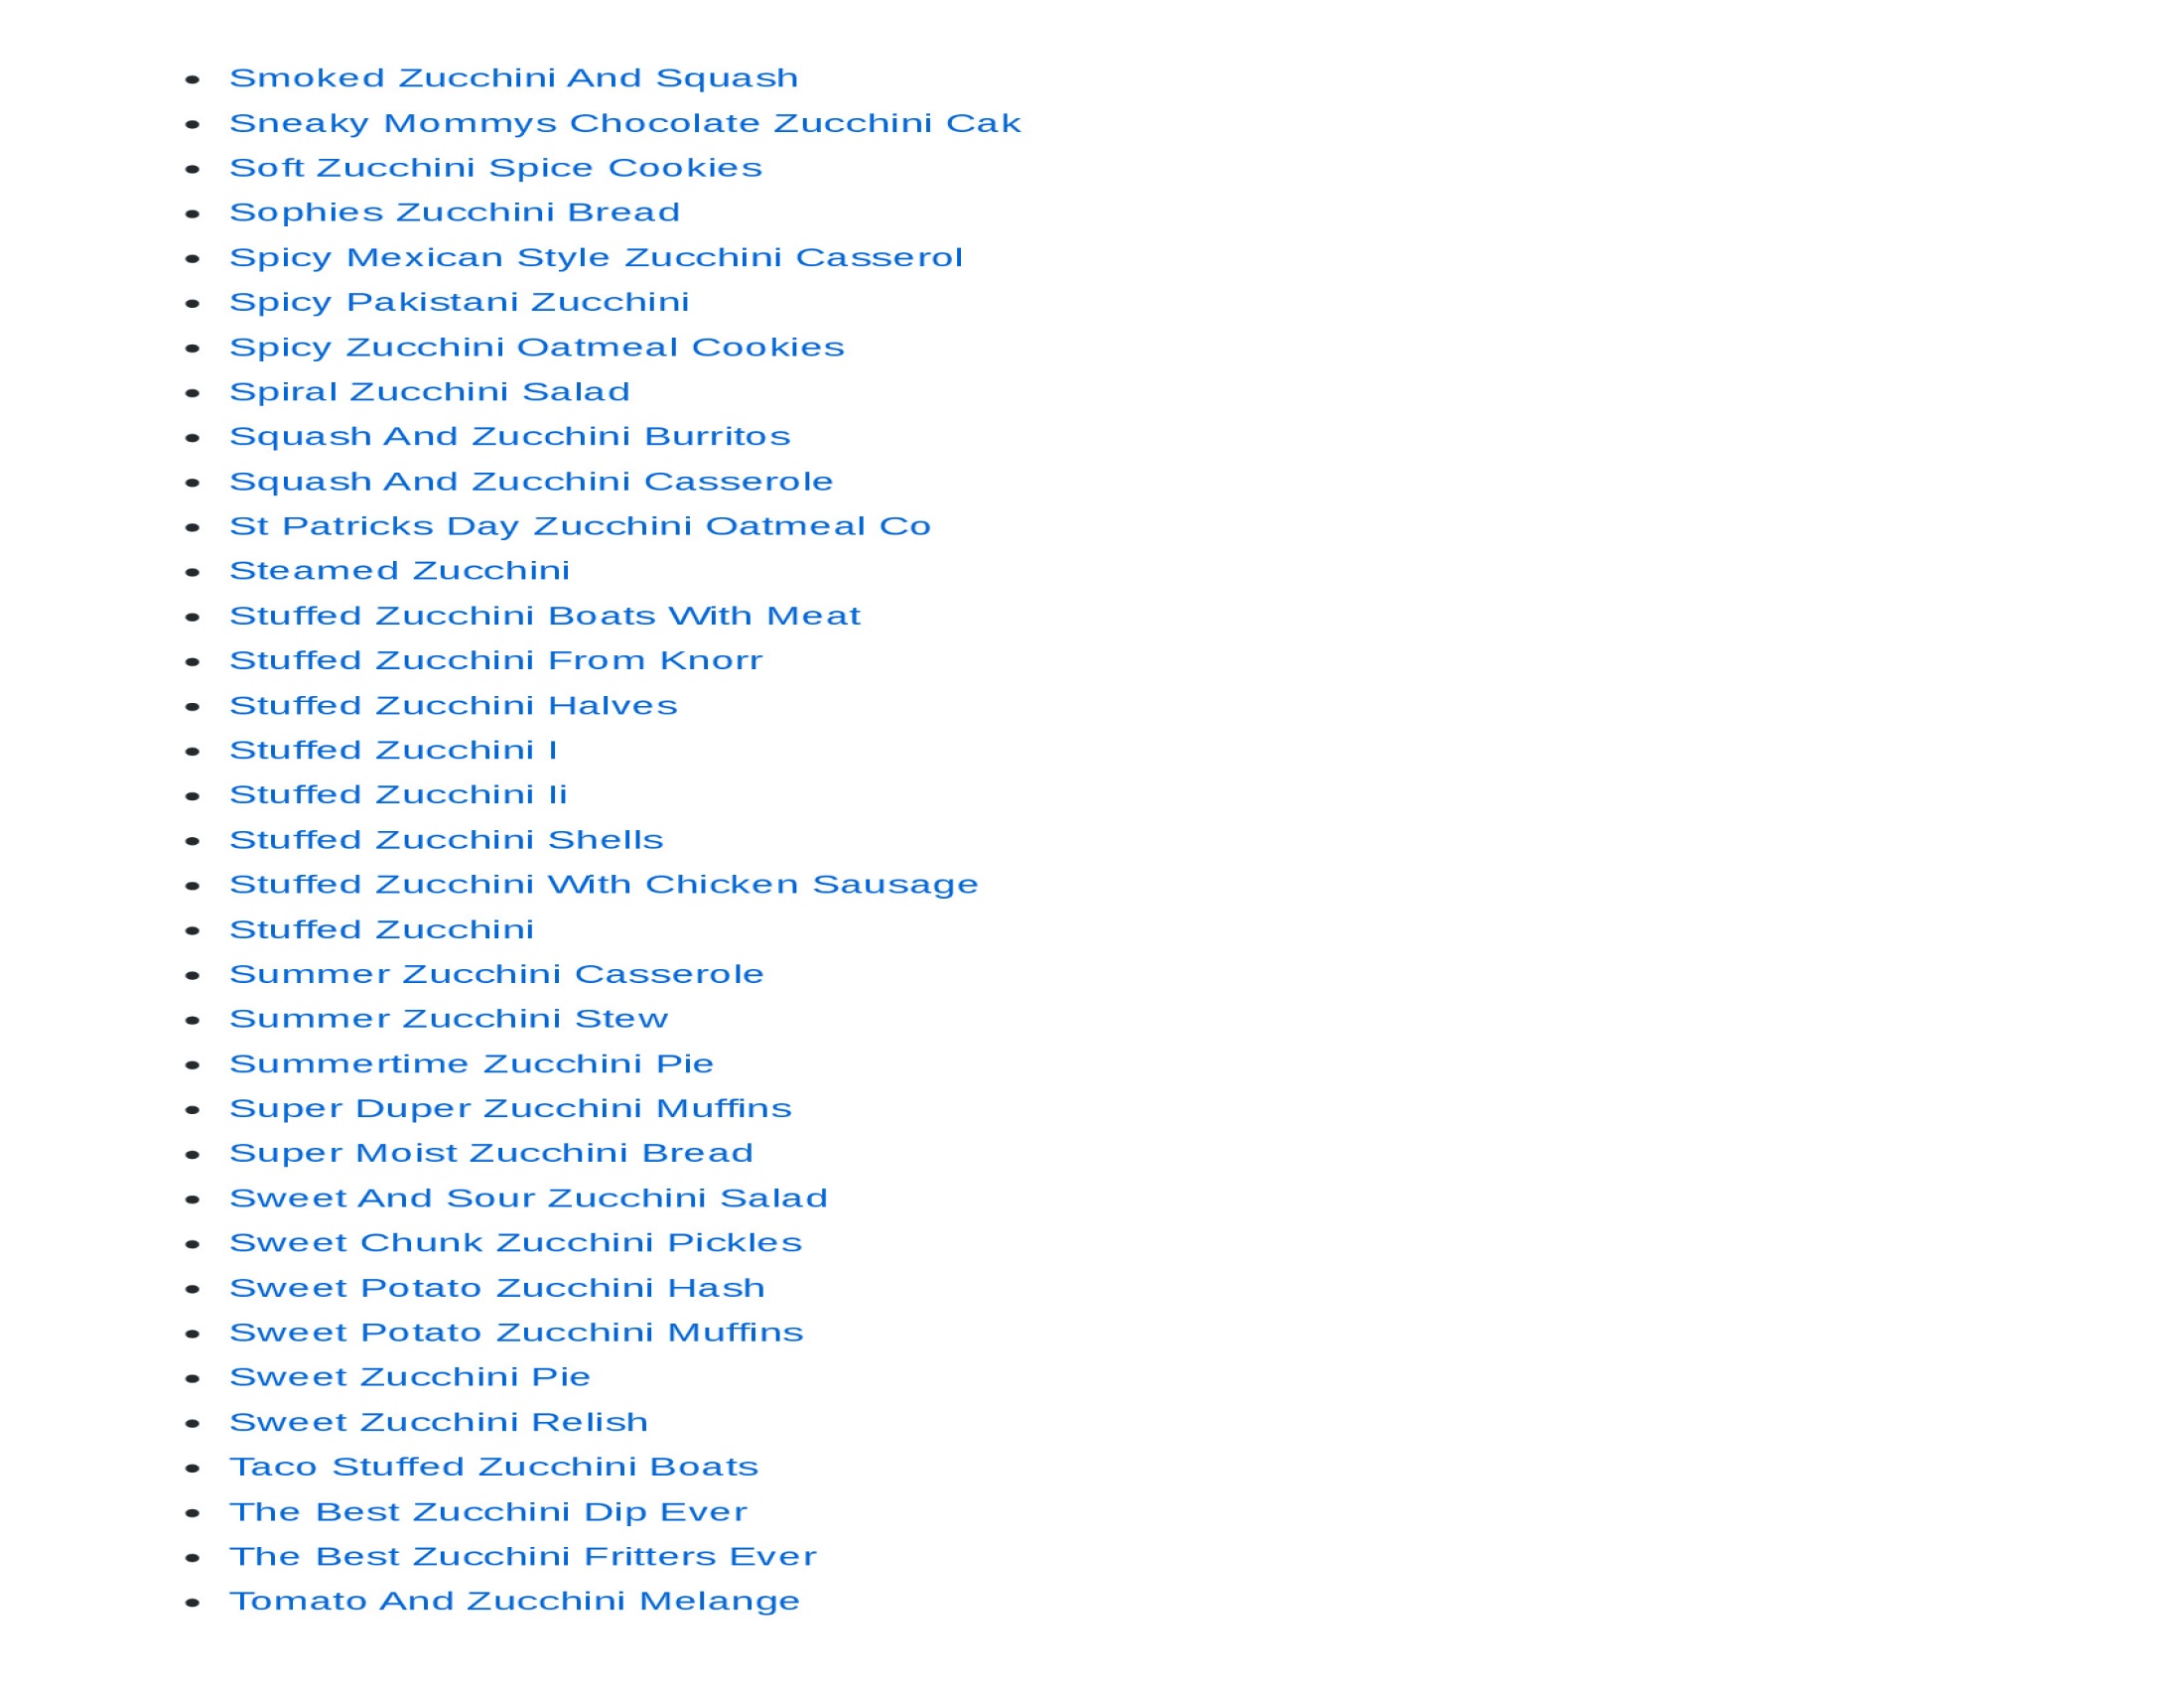 Smoked Zucchini And Squash
Sneaky Mommys Chocolate Zucchini Cak
Soft Zucchini Spice Cookies
Sophies Zucchini Bread
Spicy Mexican Style Zucchini Casserol
Spicy Pakistani Zucchini
Spicy Zucchini Oatmeal Cookies
Spiral Zucchini Salad
Squash And Zucchini Burritos
Squash And Zucchini Casserole
St Patricks Day Zucchini Oatmeal Co
Steamed Zucchini
Stuffed Zucchini Boats With Meat
Stuffed Zucchini From Knorr
Stuffed Zucchini Halves
Stuffed Zucchini I
Stuffed Zucchini Ii
Stuffed Zucchini Shells
Stuffed Zucchini With Chicken Sausage
Stuffed Zucchini
Summer Zucchini Casserole
Summer Zucchini Stew
Summertime Zucchini Pie
Super Duper Zucchini Muffins
Super Moist Zucchini Bread
Sweet And Sour Zucchini Salad
Sweet Chunk Zucchini Pickles
Sweet Potato Zucchini Hash
Sweet Potato Zucchini Muffins
Sweet Zucchini Pie
Sweet Zucchini Relish
Taco Stuffed Zucchini Boats
The Best Zucchini Dip Ever
The Best Zucchini Fritters Ever
Tomato And Zucchini Melange